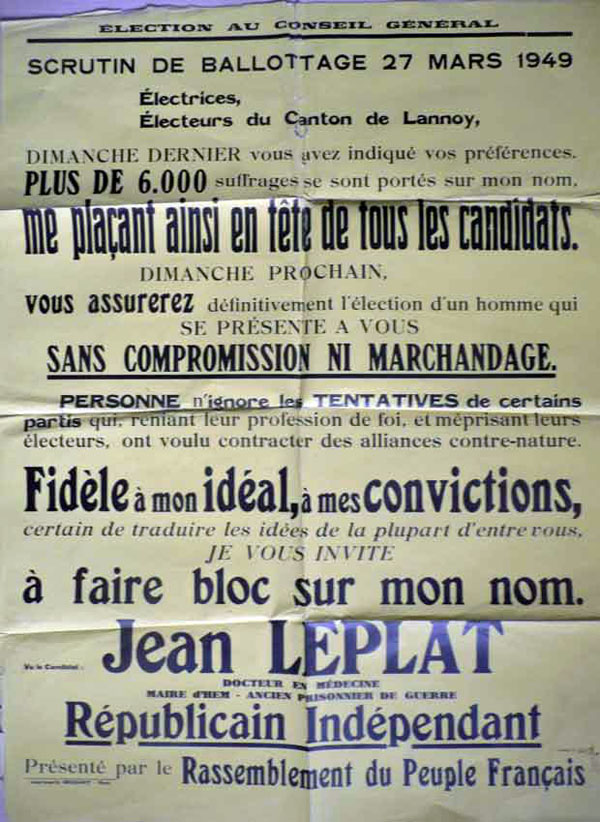 ÉLECTION AU CONSEIL GÉNÉRAL
SCRUTIN DE BALLOTTAGE 27 MARS 1949
Électrices,
Électeurs du Canton de Lannoy,
DIMANCHE DERNIER vous avez indiqué vos préférences.
PLUS DE 6.000 suffrages se sont portés sur mon nom,
me plaçant ainsi en tête de tous les candidats.
DIMANCHE PROCHAIN,
vous assurerez définitivement l'élection d'un homme qui
SE PRÉSENTE A VOUS
SANS COMPROMISSION NI MARCHANDAGE.
PERSONNE n'ignore les TENTATIVES de certains
partis qui, reniant leur profession de foi, et méprisant leurs
électeurs, ont voulu contracter des alliances contre-nature.
Fidèle à mon idéal, à mes convictions,
certain de traduire les idées de la plupart d'entre vous,
JE VOUS INVITE
à faire bloc sur mon nom.
Vu le Candidat :
Jean LEPLAT
DOCTEUR EN MÉDECINE
MAIRE d'HEM - ANCIEN PRISONNIER DE GUERRE
Républicain Indépendant
Présenté par le Rassemblement du Peuple Français